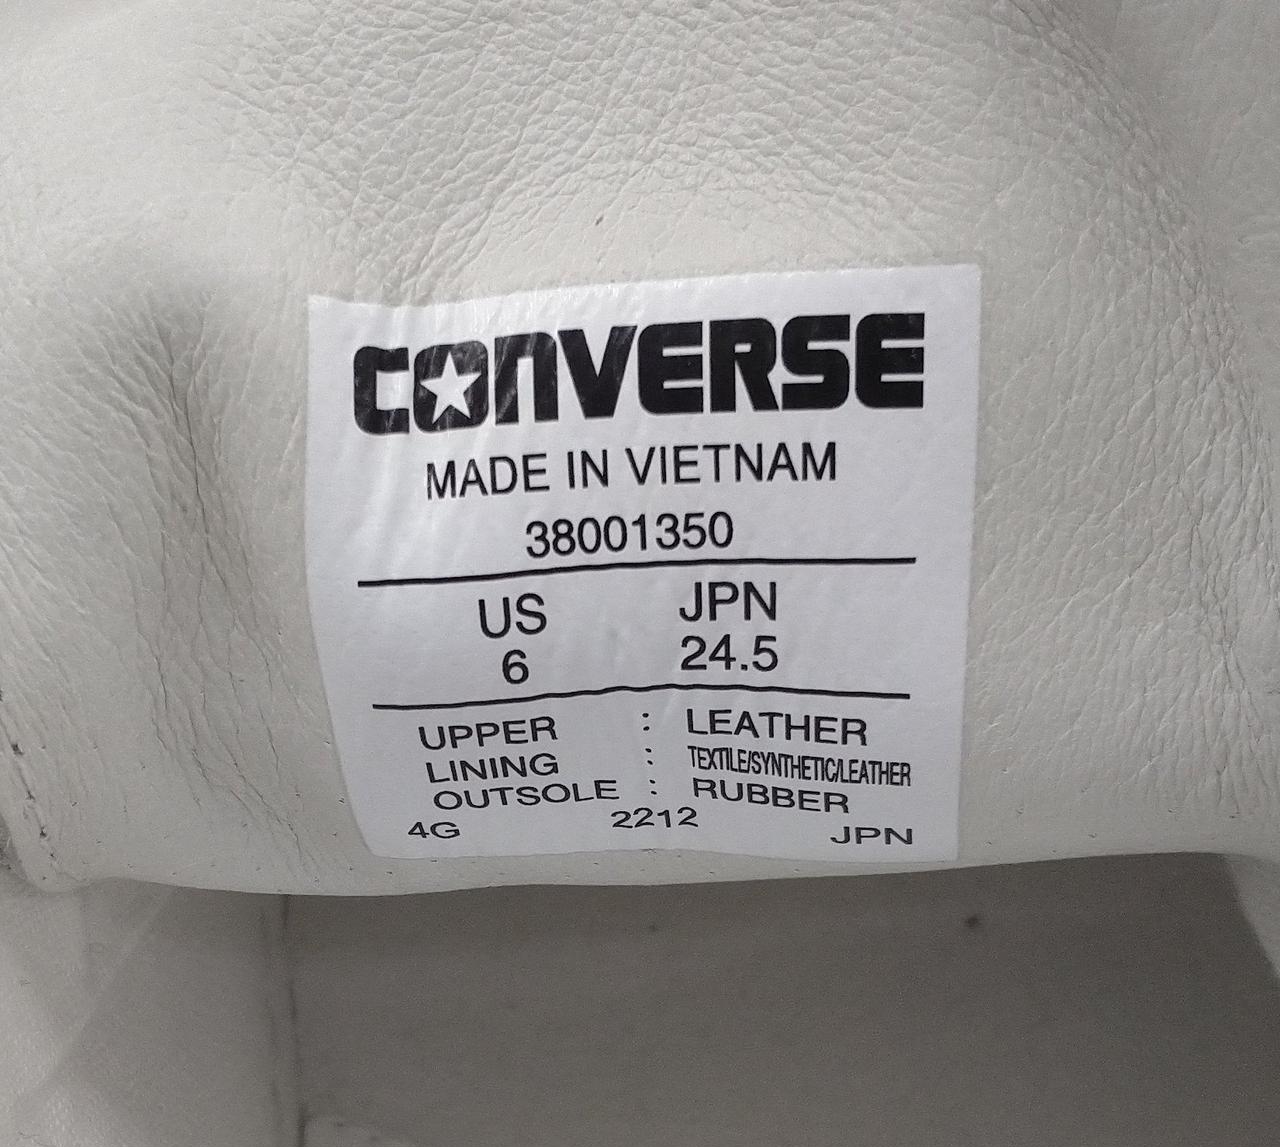 CONVERSE
MADE IN VIETNAM
38001350
US JPN
6 24.5
UPPER : LEATHER
LINING : TEXTILE/SYNTHETIC/LEATHER
OUTSOLE : RUBBER
4G 2212 JPN